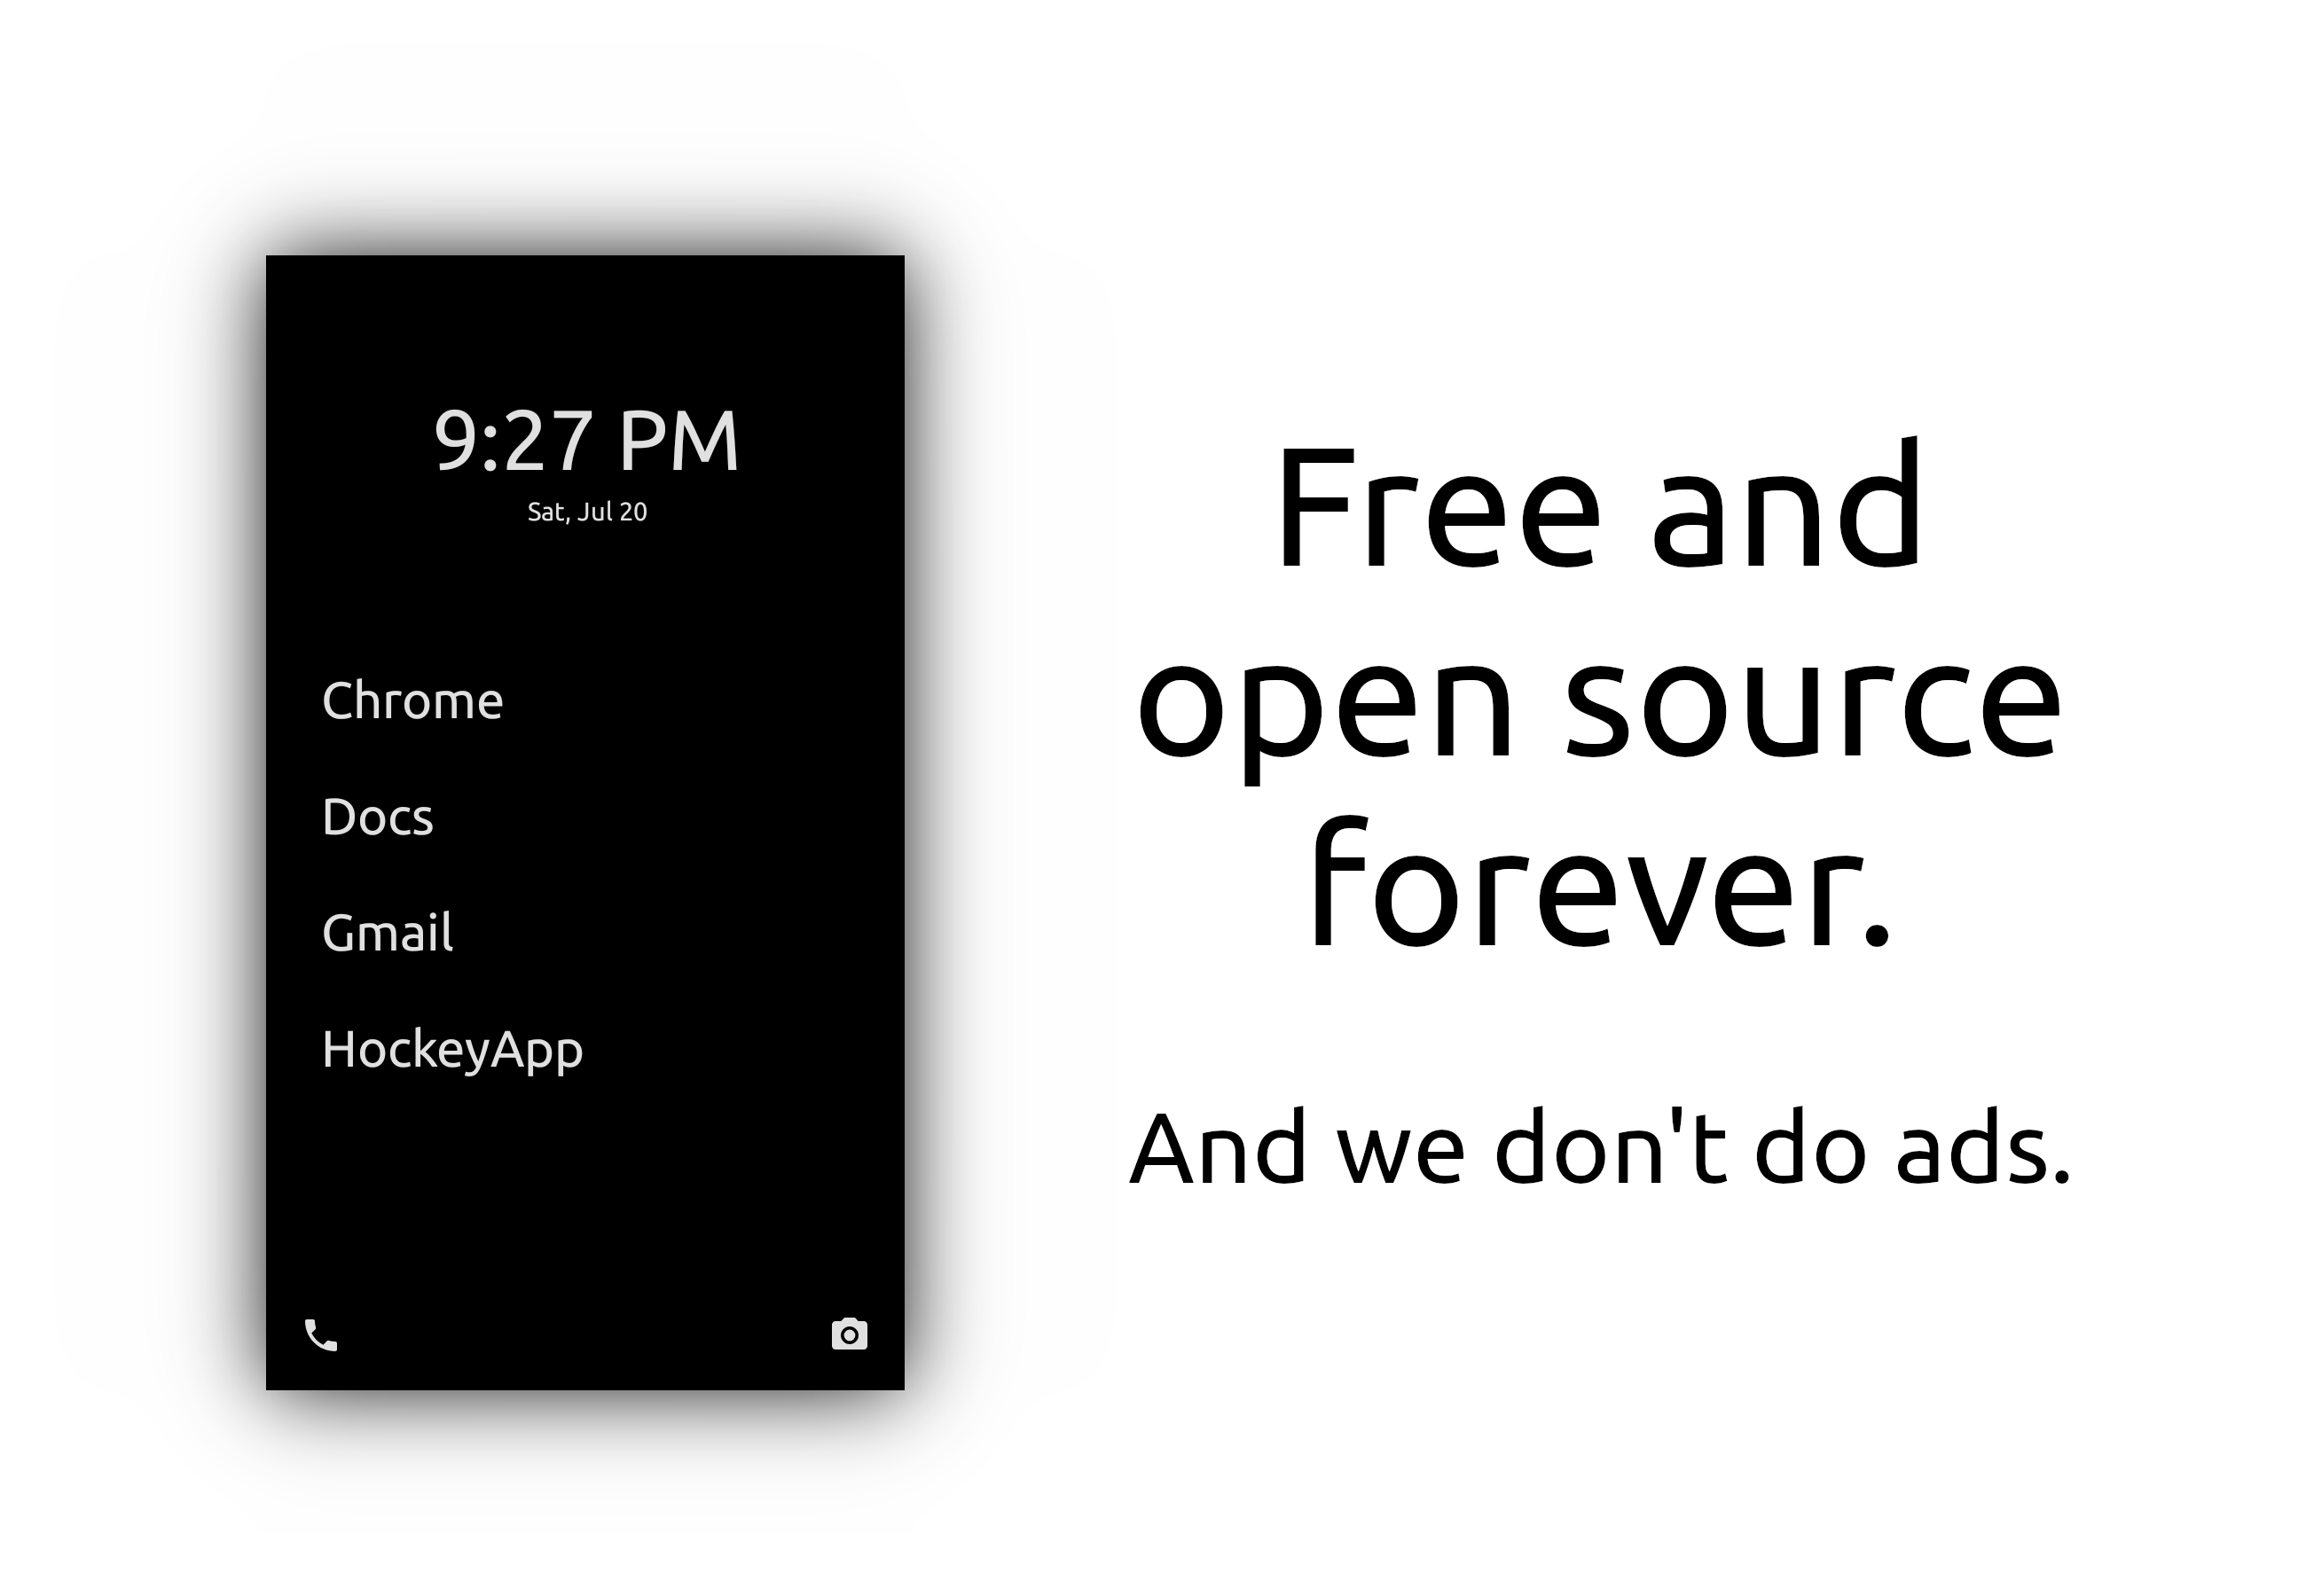 9:27 PM
Sat, Jul 20
Chrome
Docs
Gmail
HockeyApp
Free and
open source
forever.
And we don't do ads.